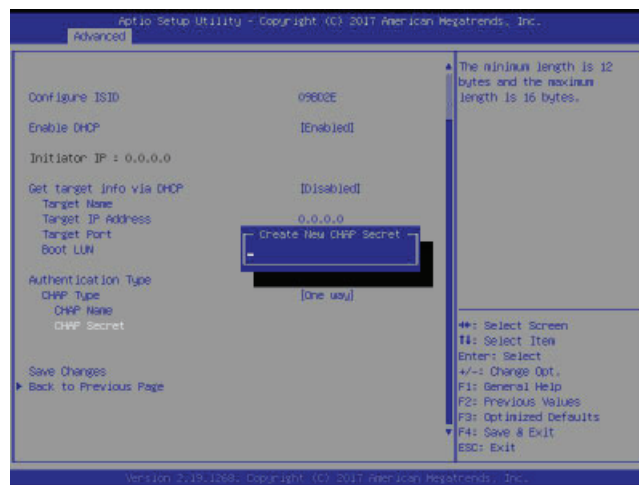 Aptio Setup Utility - Copyright (C) 2017 American Megatrends, Inc.
Advanced
Configure ISID 09602E
Enable DHCP [Enabled]
Initiator IP : 0.0.0.0
Get target info via DHCP [Disabled]
Target Name
Target IP Address 0.0.0.0
Target Port
Boot LUN
Create New CHAP Secret
Authentication Type
CHAP Type [One way]
CHAP Name
CHAP Secret
Save Changes
Back to Previous Page
The minimum length is 12
bytes and the maximum
length is 16 bytes.
: Select Screen
: Select Item
Enter: Select
+/-: Change Opt.
F1: General Help
F2: Previous Values
F3: Optimized Defaults
F4: Save & Exit
ESC: Exit
Version 2.19.1268. Copyright (C) 2017 American Megatrends, Inc.